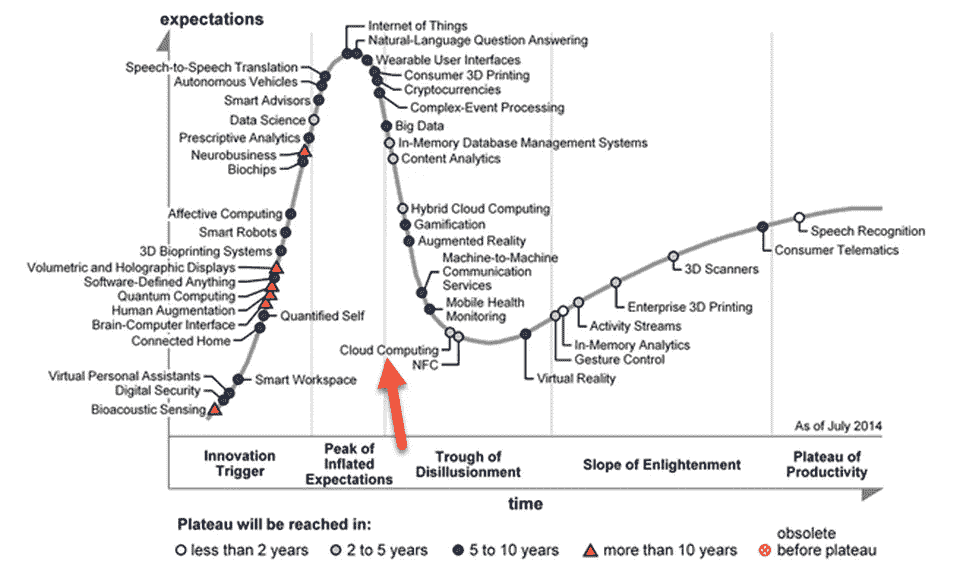 expectations
Internet of Things
Natural-Language Question Answering
Wearable User Interfaces
Consumer 3D Printing
Cryptocurrencies
Complex-Event Processing
Big Data
In-Memory Database Management Systems
Content Analytics
Hybrid Cloud Computing
Gamification
Augmented Reality
Machine-to-Machine
Communication
Services
Mobile Health
Monitoring
Speech-to-Speech Translation
Autonomous Vehicles
Smart Advisors
Data Science
Prescriptive Analytics
Neurobusiness
Biochips
Affective Computing
Smart Robots
3D Bioprinting Systems
Volumetric and Holographic Displays
Software-Defined Anything
Quantum Computing
Human Augmentation
Brain-Computer Interface
Connected Home
Quantified Self
Virtual Personal Assistants
Smart Workspace
Digital Security
Bioacoustic Sensing
Cloud Computing
NFC
Virtual Reality
Gesture Control
In-Memory Analytics
Activity Streams
Enterprise 3D Printing
3D Scanners
Consumer Telematics
Speech Recognition
As of July 2014
Innovation
Trigger
Peak of
Inflated
Expectations
Trough of
Disillusionment
Slope of Enlightenment
Plateau of
Productivity
time
Plateau will be reached in:
less than 2 years
2 to 5 years
5 to 10 years
more than 10 years
obsolete
before plateau